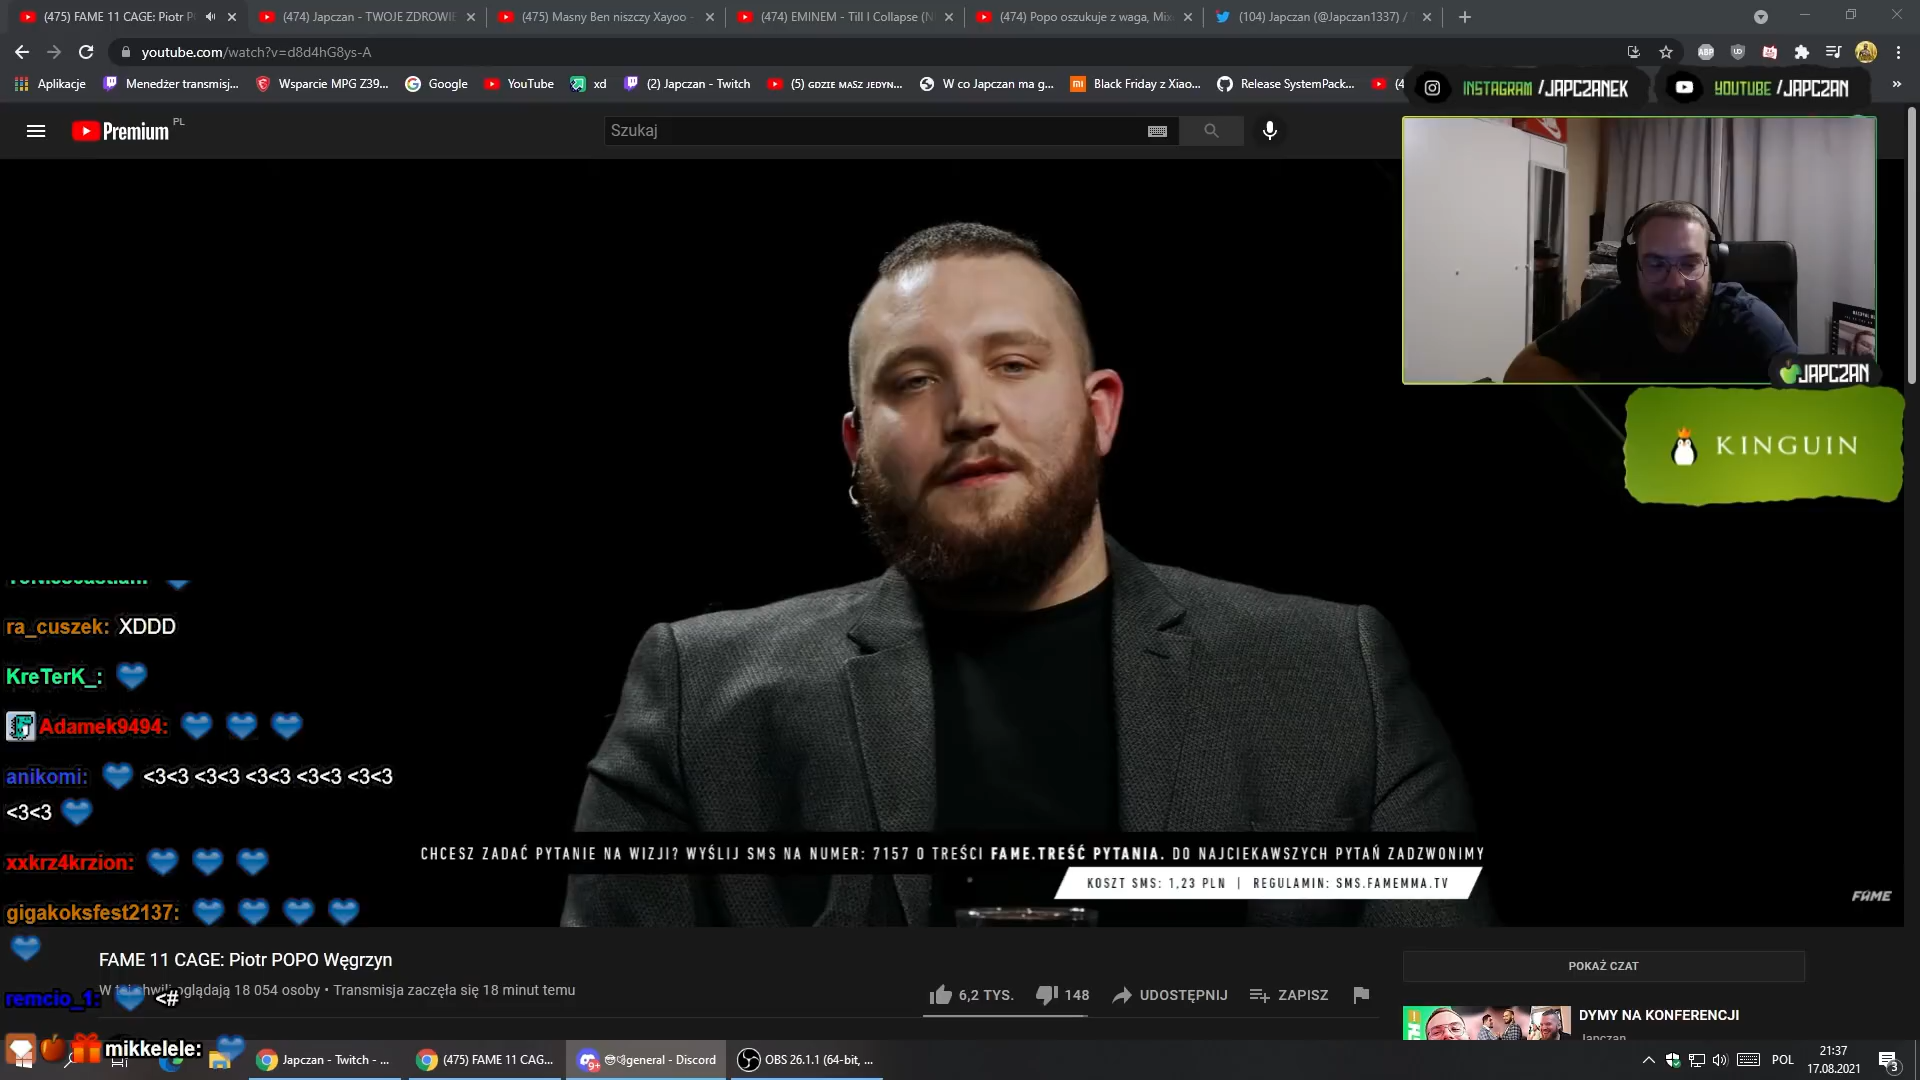 (475) FAME 11 CAGE: Piotr P
(474) Japczan - TWOJE ZDROWIE
(475) Masny Ben niszczy Xayoo -
(474) EMINEM - Till I Collapse (N
(474) Popo oszukuje z waga, Mix
(104) Japczan (@Japczan1337) /
youtube.com/watch?v=d8d4hG8ys-A
ABP
Aplikacje
Menedżer transmisj...
Wsparcie MPG Z39...
Google
YouTube
xd
(2) Japczan - Twitch
(5) GDZIE MASZ JEDYN...
W co Japczan ma g...
Black Friday z Xiao...
Release SystemPack...
(4
INSTAGRAM /JAPCZANEK
YOUTUBE /JAPCZAN
Premium PL
Szukaj
JAPCZAN
KINGUIN
ra_cuszek: XDDD
KreTerK_:
Adamek9494:
anikomi: <3<3 <3<3 <3<3 <3<3 <3<3
<3<3
xxkrz4krzion:
gigakoksfest2137:
remcio_1: <#
mikkelele:
CHCESZ ZADAĆ PYTANIE NA WIZJI? WYŚLIJ SMS NA NUMER: 7157 O TREŚCI FAME.TREŚĆ PYTANIA. DO NAJCIEKAWSZYCH PYTAŃ ZADZWONIMY
KOSZT SMS: 1,23 PLN | REGULAMIN: SMS.FAMEMMA.TV
FAME
FAME 11 CAGE: Piotr POPO Węgrzyn
W tej chwili oglądają 18 054 osoby • Transmisja zaczęła się 18 minut temu
6,2 TYS.
148
UDOSTĘPNIJ
ZAPISZ
POKAŻ CZAT
DYMY NA KONFERENCJI
Japczan
Japczan - Twitch - ...
(475) FAME 11 CAG...
general - Discord
9+
OBS 26.1.1 (64-bit, ...
POL
21:37
17.08.2021
3